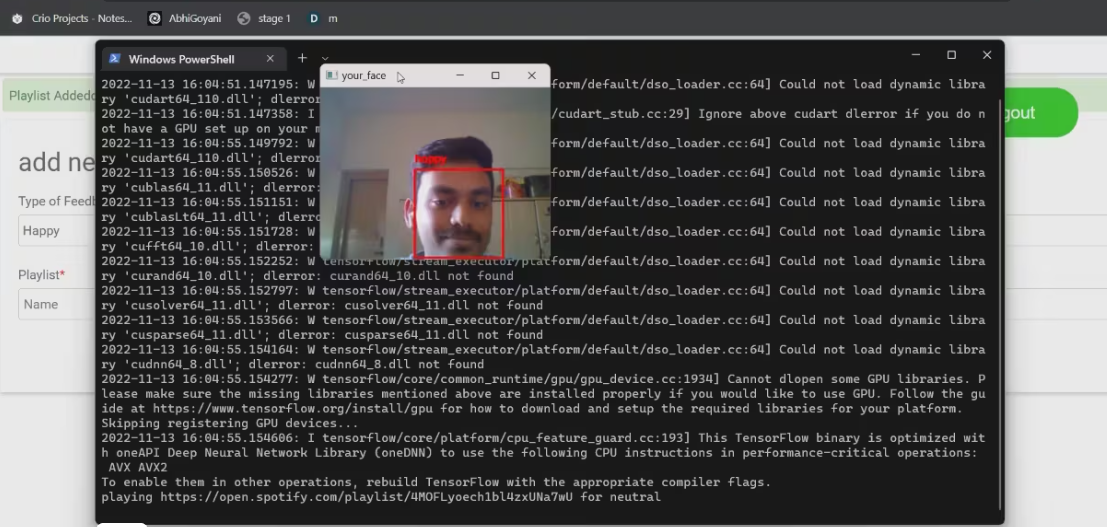 Crio Projects - Notes... AbhiGoyani stage 1 D m
Windows PowerShell
your_face
Playlist Addedd
gout
add ne
Type of Feedb
Happy
Playlist*
Name
Happy
2022-11-13 16:04:51.147195: W tform/default/dso_loader.cc:64] Could not load dynamic libra
ry 'cudart64_110.dll'; dlerror
2022-11-13 16:04:51.147358: I /cudart_stub.cc:29] Ignore above cudart dlerror if you do n
ot have a GPU set up on your m
2022-11-13 16:04:55.149792: W tform/default/dso_loader.cc:64] Could not load dynamic libra
ry 'cudart64_110.dll'; dlerror
2022-11-13 16:04:55.150526: W tform/default/dso_loader.cc:64] Could not load dynamic libra
ry 'cublas64_11.dll'; dlerror:
2022-11-13 16:04:55.151128: W tform/default/dso_loader.cc:64] Could not load dynamic libra
ry 'cublasLt64_11.dll'; dlerro
2022-11-13 16:04:55.151728: W tform/default/dso_loader.cc:64] Could not load dynamic libra
ry 'cufft64_10.dll'; dlerror:
2022-11-13 16:04:55.152252: W tensorflow/stream_executor/platform/default/dso_loader.cc:64] Could not load dynamic libra
ry 'curand64_10.dll'; dlerror: curand64_10.dll not found
2022-11-13 16:04:55.152797: W tensorflow/stream_executor/platform/default/dso_loader.cc:64] Could not load dynamic libra
ry 'cusolver64_11.dll'; dlerror: cusolver64_11.dll not found
2022-11-13 16:04:55.153566: W tensorflow/stream_executor/platform/default/dso_loader.cc:64] Could not load dynamic libra
ry 'cusparse64_11.dll'; dlerror: cusparse64_11.dll not found
2022-11-13 16:04:55.154164: W tensorflow/stream_executor/platform/default/dso_loader.cc:64] Could not load dynamic libra
ry 'cudnn64_8.dll'; dlerror: cudnn64_8.dll not found
2022-11-13 16:04:55.154277: W tensorflow/core/common_runtime/gpu/gpu_device.cc:1934] Cannot dlopen some GPU libraries. P
lease make sure the missing libraries mentioned above are installed properly if you would like to use GPU. Follow the gu
ide at https://www.tensorflow.org/install/gpu for how to download and setup the required libraries for your platform.
Skipping registering GPU devices...
2022-11-13 16:04:55.154606: I tensorflow/core/platform/cpu_feature_guard.cc:193] This TensorFlow binary is optimized wit
h oneAPI Deep Neural Network Library (oneDNN) to use the following CPU instructions in performance-critical operations:
AVX AVX2
To enable them in other operations, rebuild TensorFlow with the appropriate compiler flags.
playing https://open.spotify.com/playlist/4MOFLyoech1bl4zxUNa7wU for neutral